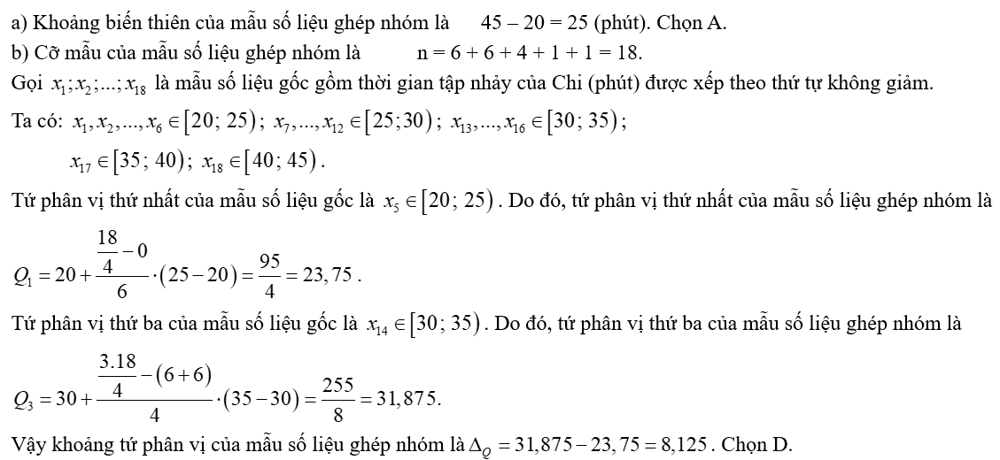 a) Khoảng biến thiên của mẫu số liệu ghép nhóm là 45 – 20 = 25 (phút). Chọn A.
b) Cỡ mẫu của mẫu số liệu ghép nhóm là n = 6 + 6 + 4 + 1 + 1 = 18.
Gọi $x_1; x_2; ...; x_{18}$ là mẫu số liệu gốc gồm thời gian tập nhảy của Chi (phút) được xếp theo thứ tự không giảm.
Ta có: $x_1, x_2, ..., x_6 \in [20; 25)$; $x_7, ..., x_{12} \in [25; 30)$; $x_{13}, ..., x_{16} \in [30; 35)$;
$x_{17} \in [35; 40)$; $x_{18} \in [40; 45)$.
Tứ phân vị thứ nhất của mẫu số liệu gốc là $x_5 \in [20; 25)$. Do đó, tứ phân vị thứ nhất của mẫu số liệu ghép nhóm là
$Q_1 = 20 + \dfrac{\dfrac{18}{4} - 0}{6} \cdot (25 - 20) = \dfrac{95}{4} = 23,75$.
Tứ phân vị thứ ba của mẫu số liệu gốc là $x_{14} \in [30; 35)$. Do đó, tứ phân vị thứ ba của mẫu số liệu ghép nhóm là
$Q_3 = 30 + \dfrac{\dfrac{3.18}{4} - (6 + 6)}{4} \cdot (35 - 30) = \dfrac{255}{8} = 31,875.$
Vậy khoảng tứ phân vị của mẫu số liệu ghép nhóm là $\Delta_Q = 31,875 - 23,75 = 8,125$. Chọn D.